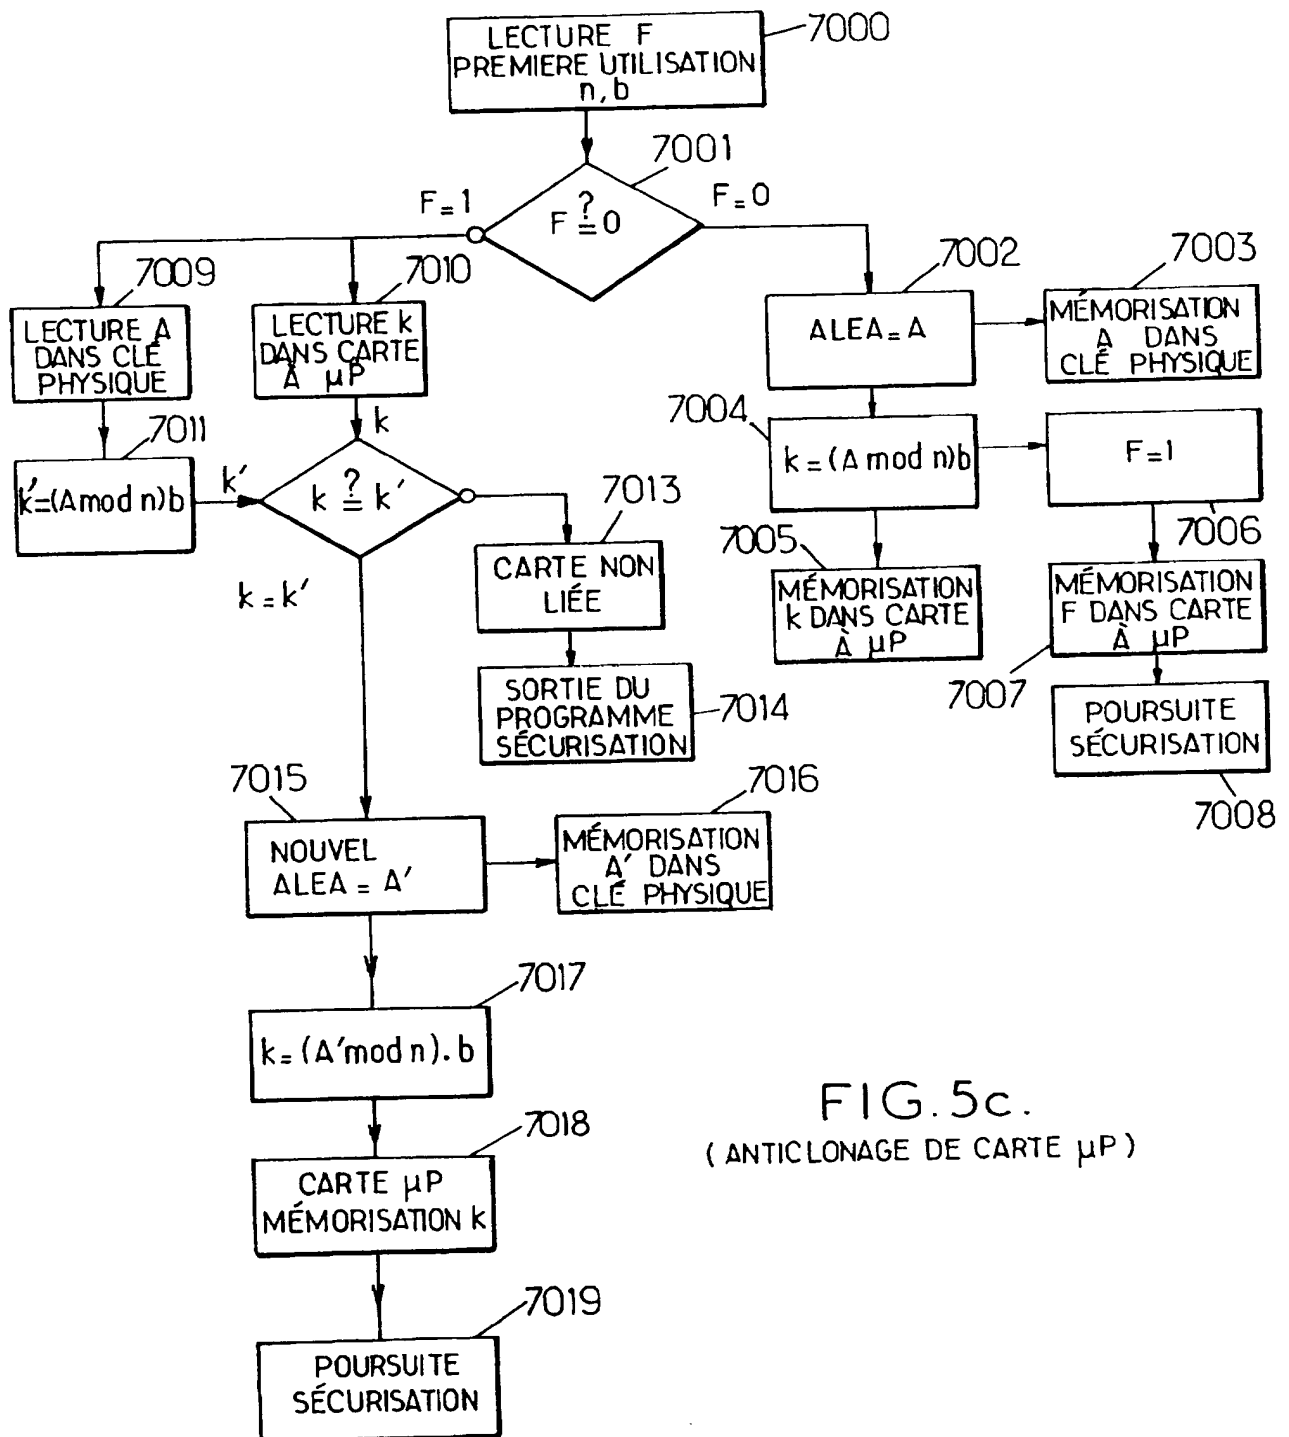 LECTURE F
PREMIERE UTILISATION
n, b
7000
7001
F ≟ 0
F=1
F=0
7009
LECTURE A
DANS CLÉ
PHYSIQUE
7010
LECTURE k
DANS CARTE
À µP
7002
ALEA = A
7003
MÉMORISATION
A DANS
CLÉ PHYSIQUE
7011
k'=(A mod n)b
k'
k
k ≟ k'
k = k'
7004
k=(A mod n)b
F=1
7006
7013
CARTE NON
LIÉE
7005
MÉMORISATION
k DANS CARTE
À µP
MÉMORISATION
F DANS CARTE
À µP
7007
SORTIE DU
PROGRAMME
SÉCURISATION
7014
POURSUITE
SÉCURISATION
7008
7015
NOUVEL
ALEA = A'
7016
MÉMORISATION
A' DANS
CLÉ PHYSIQUE
7017
k=(A'mod n).b
7018
CARTE µP
MÉMORISATION k
7019
POURSUITE
SÉCURISATION
FIG.5c.
(ANTICLONAGE DE CARTE µP)